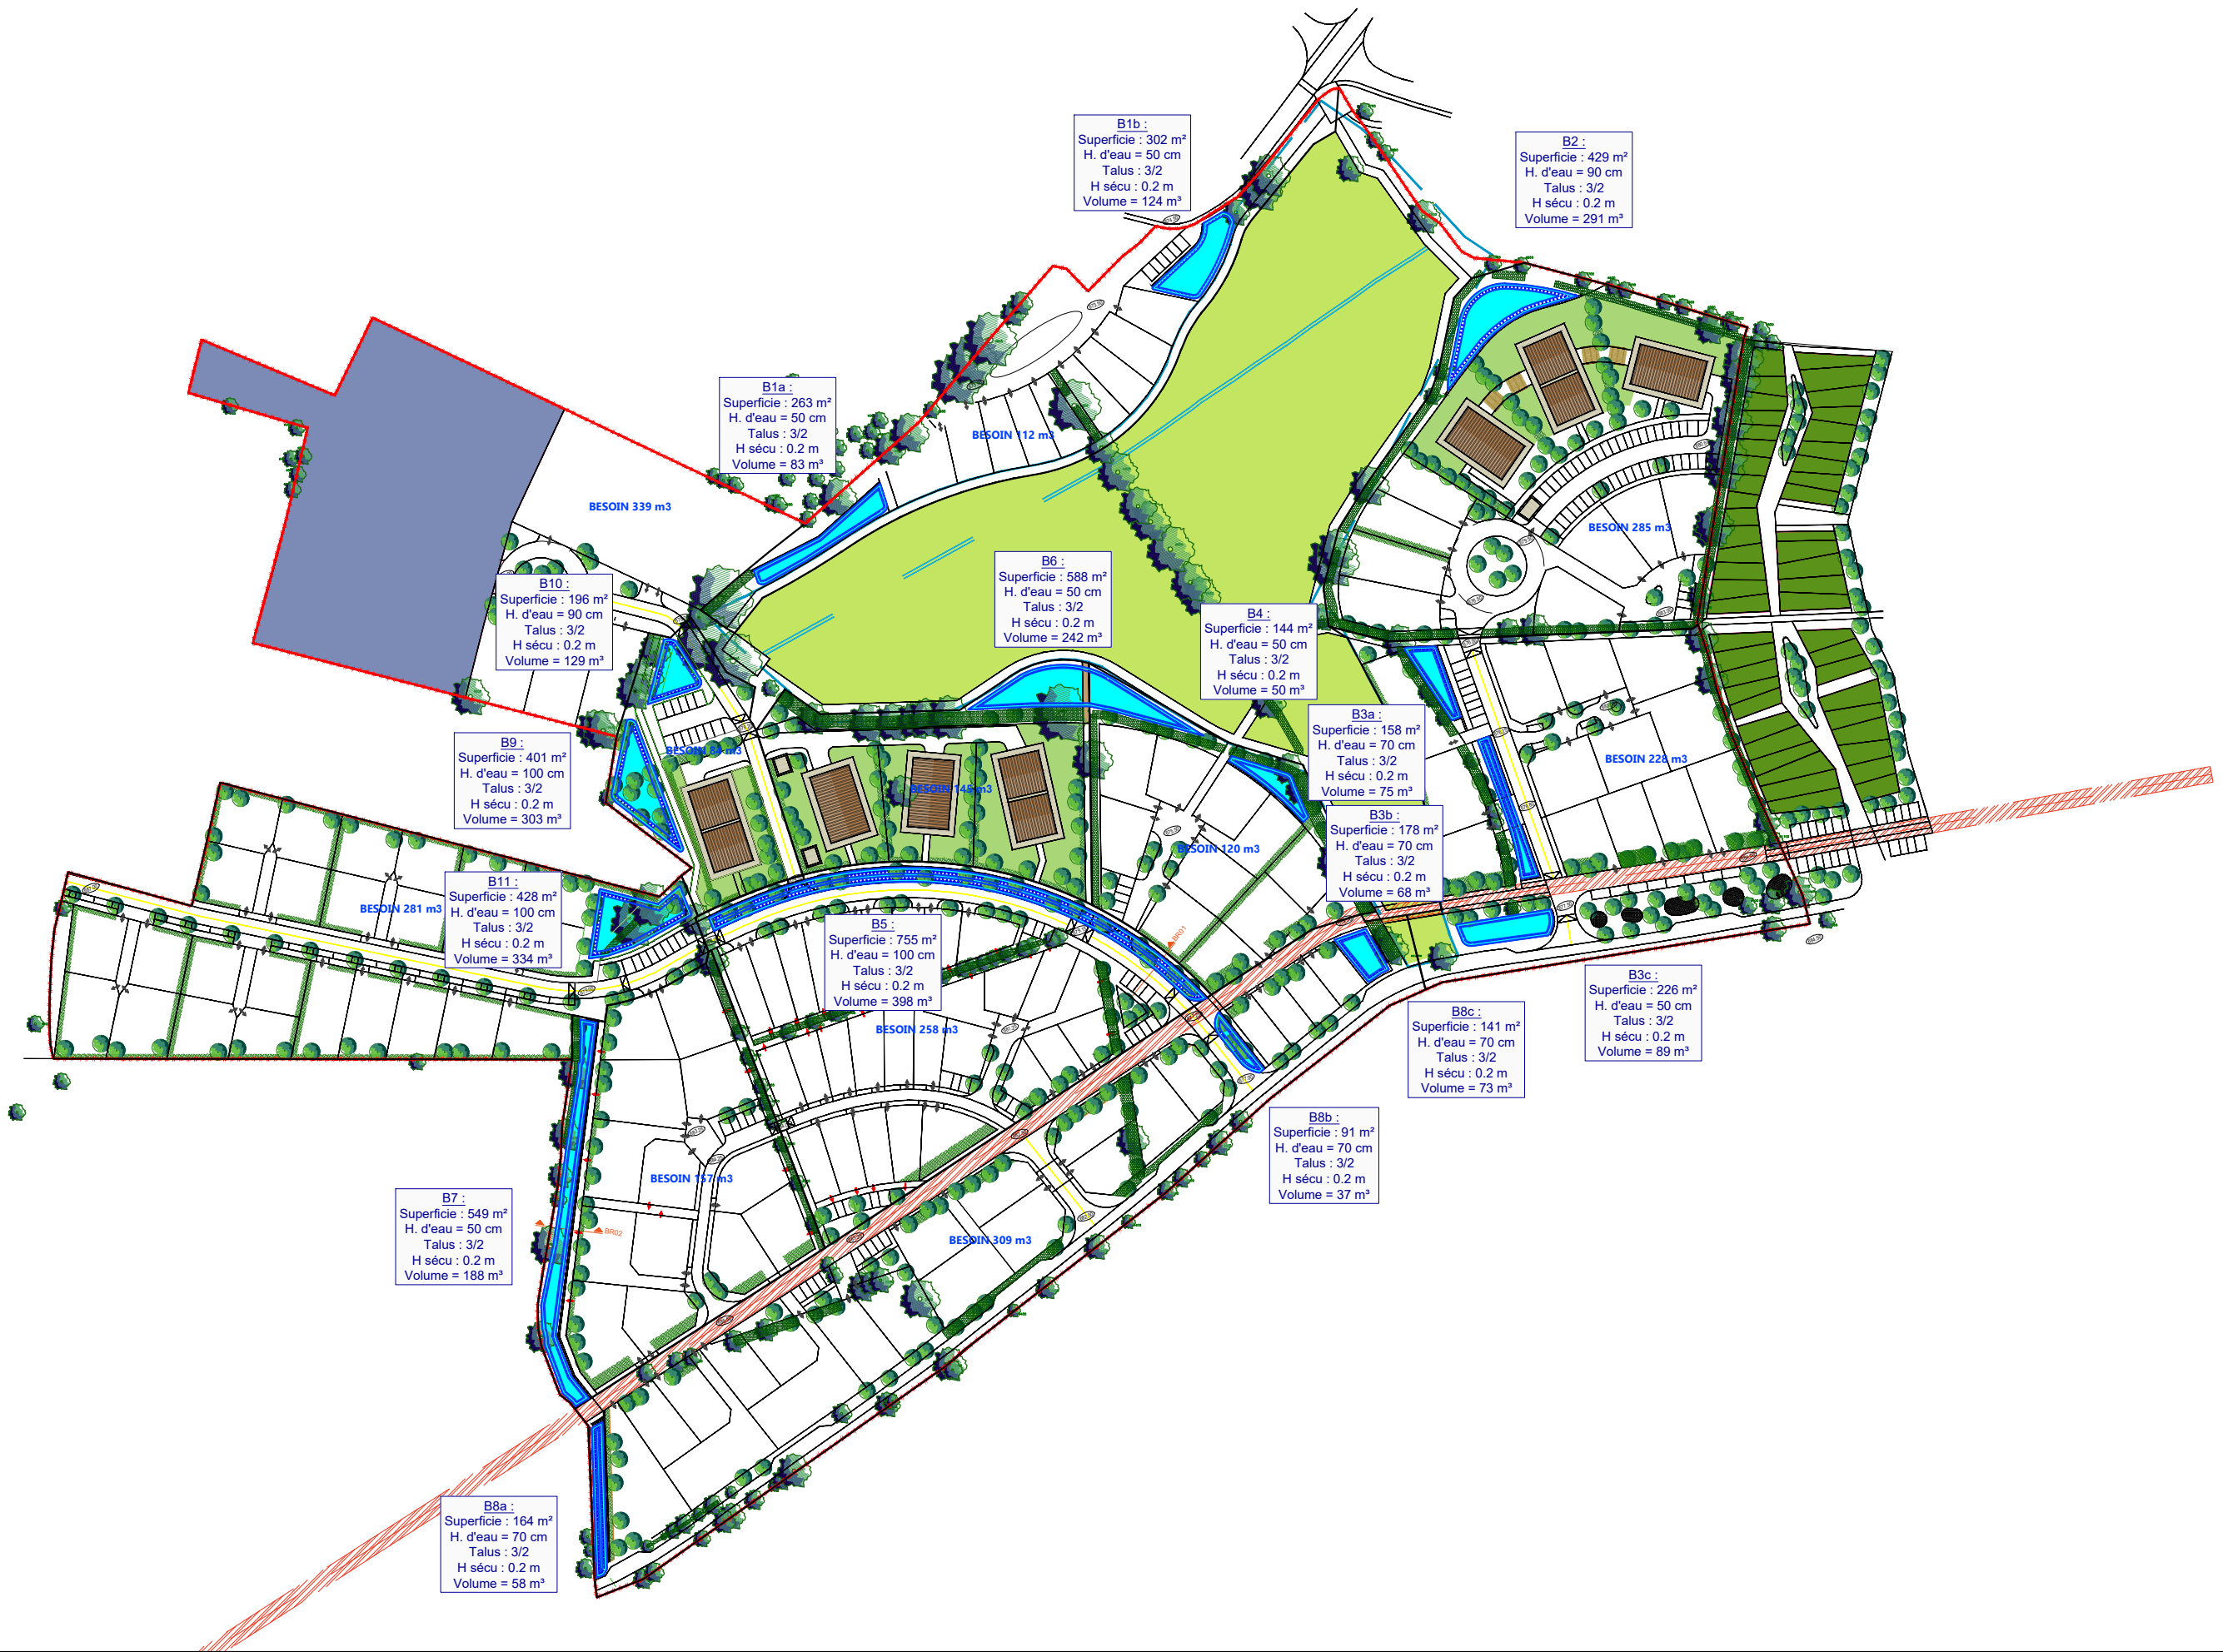 B1b :
Superficie : 302 m²
H. d'eau = 50 cm
Talus : 3/2
H sécu : 0.2 m
Volume = 124 m³
B2 :
Superficie : 429 m²
H. d'eau = 90 cm
Talus : 3/2
H sécu : 0.2 m
Volume = 291 m³
B1a :
Superficie : 263 m²
H. d'eau = 50 cm
Talus : 3/2
H sécu : 0.2 m
Volume = 83 m³
BESOIN 112 m3
BESOIN 339 m3
BESOIN 285 m3
B6 :
Superficie : 588 m²
H. d'eau = 50 cm
Talus : 3/2
H sécu : 0.2 m
Volume = 242 m³
B10 :
Superficie : 196 m²
H. d'eau = 90 cm
Talus : 3/2
H sécu : 0.2 m
Volume = 129 m³
B4 :
Superficie : 144 m²
H. d'eau = 50 cm
Talus : 3/2
H sécu : 0.2 m
Volume = 50 m³
B3a :
Superficie : 158 m²
H. d'eau = 70 cm
Talus : 3/2
H sécu : 0.2 m
Volume = 75 m³
B9 :
Superficie : 401 m²
H. d'eau = 100 cm
Talus : 3/2
H sécu : 0.2 m
Volume = 303 m³
BESOIN m3
BESOIN 228 m3
BESOIN 145 m3
B3b :
Superficie : 178 m²
H. d'eau = 70 cm
Talus : 3/2
H sécu : 0.2 m
Volume = 68 m³
BESOIN 120 m3
B11 :
Superficie : 428 m²
H. d'eau = 100 cm
Talus : 3/2
H sécu : 0.2 m
Volume = 334 m³
BESOIN 281 m3
B5 :
Superficie : 755 m²
H. d'eau = 100 cm
Talus : 3/2
H sécu : 0.2 m
Volume = 398 m³
BR01
B3c :
Superficie : 226 m²
H. d'eau = 50 cm
Talus : 3/2
H sécu : 0.2 m
Volume = 89 m³
B8c :
Superficie : 141 m²
H. d'eau = 70 cm
Talus : 3/2
H sécu : 0.2 m
Volume = 73 m³
BESOIN 258 m3
B8b :
Superficie : 91 m²
H. d'eau = 70 cm
Talus : 3/2
H sécu : 0.2 m
Volume = 37 m³
BESOIN 157 m3
B7 :
Superficie : 549 m²
H. d'eau = 50 cm
Talus : 3/2
H sécu : 0.2 m
Volume = 188 m³
BR02
BESOIN 309 m3
B8a :
Superficie : 164 m²
H. d'eau = 70 cm
Talus : 3/2
H sécu : 0.2 m
Volume = 58 m³